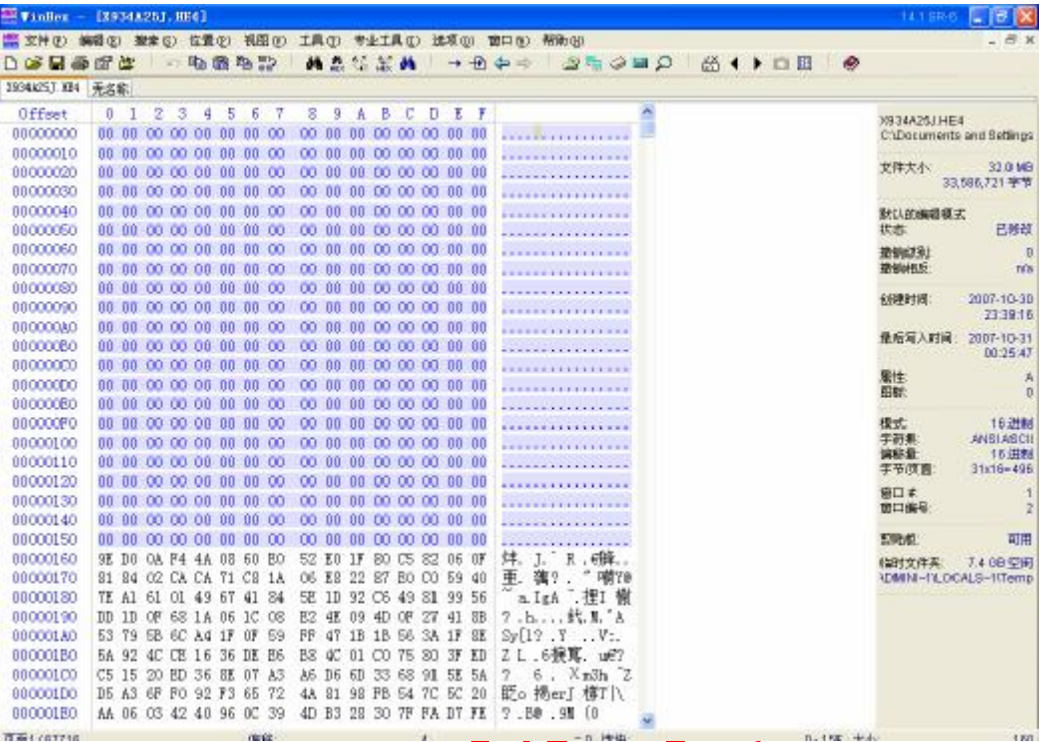 WinHex - [X934A25J.HE4]
14.1 SR-6
文件(F) 编辑(E) 搜索(S) 位置(P) 视图(V) 工具(T) 专业工具(I) 选项(O) 窗口(W) 帮助(H)
X934A25J.HE4 无名称
Offset 0 1 2 3 4 5 6 7 8 9 A B C D E F
00000000 00 00 00 00 00 00 00 00 00 00 00 00 00 00 00 00 ................
00000010 00 00 00 00 00 00 00 00 00 00 00 00 00 00 00 00 ................
00000020 00 00 00 00 00 00 00 00 00 00 00 00 00 00 00 00 ................
00000030 00 00 00 00 00 00 00 00 00 00 00 00 00 00 00 00 ................
00000040 00 00 00 00 00 00 00 00 00 00 00 00 00 00 00 00 ................
00000050 00 00 00 00 00 00 00 00 00 00 00 00 00 00 00 00 ................
00000060 00 00 00 00 00 00 00 00 00 00 00 00 00 00 00 00 ................
00000070 00 00 00 00 00 00 00 00 00 00 00 00 00 00 00 00 ................
00000080 00 00 00 00 00 00 00 00 00 00 00 00 00 00 00 00 ................
00000090 00 00 00 00 00 00 00 00 00 00 00 00 00 00 00 00 ................
000000A0 00 00 00 00 00 00 00 00 00 00 00 00 00 00 00 00 ................
000000B0 00 00 00 00 00 00 00 00 00 00 00 00 00 00 00 00 ................
000000C0 00 00 00 00 00 00 00 00 00 00 00 00 00 00 00 00 ................
000000D0 00 00 00 00 00 00 00 00 00 00 00 00 00 00 00 00 ................
000000E0 00 00 00 00 00 00 00 00 00 00 00 00 00 00 00 00 ................
000000F0 00 00 00 00 00 00 00 00 00 00 00 00 00 00 00 00 ................
00000100 00 00 00 00 00 00 00 00 00 00 00 00 00 00 00 00 ................
00000110 00 00 00 00 00 00 00 00 00 00 00 00 00 00 00 00 ................
00000120 00 00 00 00 00 00 00 00 00 00 00 00 00 00 00 00 ................
00000130 00 00 00 00 00 00 00 00 00 00 00 00 00 00 00 00 ................
00000140 00 00 00 00 00 00 00 00 00 00 00 00 00 00 00 00 ................
00000150 00 00 00 00 00 00 00 00 00 00 00 00 00 00 00 00 ................
00000160 9E D0 0A F4 4A 08 60 B0 52 E0 1F 80 C5 82 06 0F
00000170 81 84 02 CA CA 71 C8 1A 06 E8 22 87 B0 C0 59 40
00000180 7E A1 61 01 49 67 41 84 5E 1D 92 C6 49 81 99 56
00000190 DD 1D 0F 68 1A 06 1C 08 E2 4E 09 4D 0F 27 41 8B
000001A0 53 79 5B 6C A4 1F 0F 59 FF 47 1B 1B 56 3A 1F 8E
000001B0 5A 92 4C CE 16 36 DE B6 B8 4C 01 C0 75 80 3F ED
000001C0 C5 15 20 BD 36 8E 07 A3 A6 D6 6D 33 68 91 5E 5A
000001D0 D5 A3 6F F0 92 F3 65 72 4A 81 98 FB 54 7C 5C 20
000001E0 AA 06 03 42 40 96 0C 39 4D B3 28 30 7F FA D7 FE
X934A25J.HE4
C:\Documents and Settings
文件大小: 32.0 MB
33,586,721 字节
默认的编辑模式
状态: 已修改
撤销级别: 0
撤销相反: n/a
创建时间: 2007-10-30
23:39:16
最后写入时间: 2007-10-31
00:25:47
属性: A
图标: 0
模式: 16 进制
字符集: ANSI ASCII
偏移量: 16 进制
字节/页面: 31x16=496
窗口 #: 1
窗口编号: 2
剪贴板: 可用
临时文件夹: 7.4 GB 空闲
\ADMINI~1\LOCALS~1\Temp